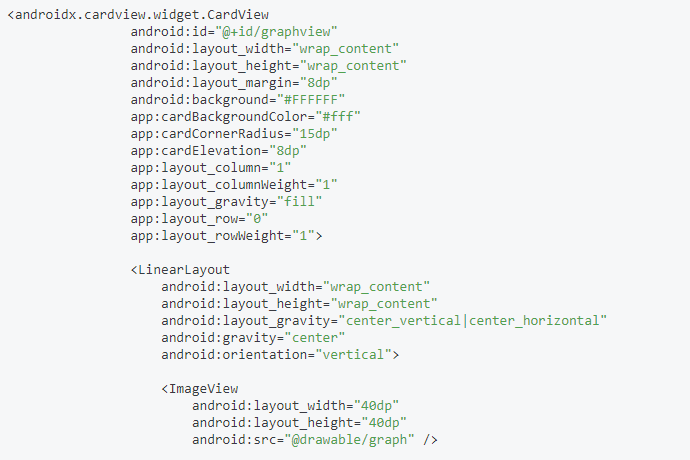 <androidx.cardview.widget.CardView
android:id="@+id/graphview"
android:layout_width="wrap_content"
android:layout_height="wrap_content"
android:layout_margin="8dp"
android:background="#FFFFFF"
app:cardBackgroundColor="#fff"
app:cardCornerRadius="15dp"
app:cardElevation="8dp"
app:layout_column="1"
app:layout_columnWeight="1"
app:layout_gravity="fill"
app:layout_row="0"
app:layout_rowWeight="1">
<LinearLayout
android:layout_width="wrap_content"
android:layout_height="wrap_content"
android:layout_gravity="center_vertical|center_horizontal"
android:gravity="center"
android:orientation="vertical">
<ImageView
android:layout_width="40dp"
android:layout_height="40dp"
android:src="@drawable/graph" />